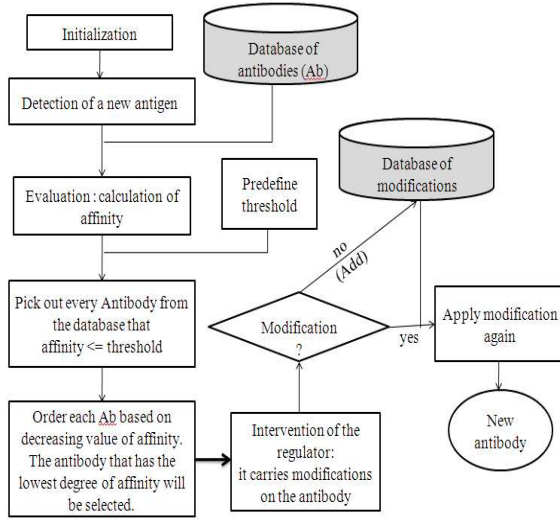 Initialization
Database of
antibodies (Ab)
Detection of a new antigen
Database of
modifications
Evaluation : calculation of
affinity
Predefine
threshold
no
(Add)
Pick out every Antibody from
the database that
affinity <= threshold
Modification
?
yes
Apply modification
again
Order each Ab based on
decreasing value of affinity.
The antibody that has the
lowest degree of affinity will
be selected.
Intervention of the
regulator:
it carries modifications
on the antibody
New
antibody